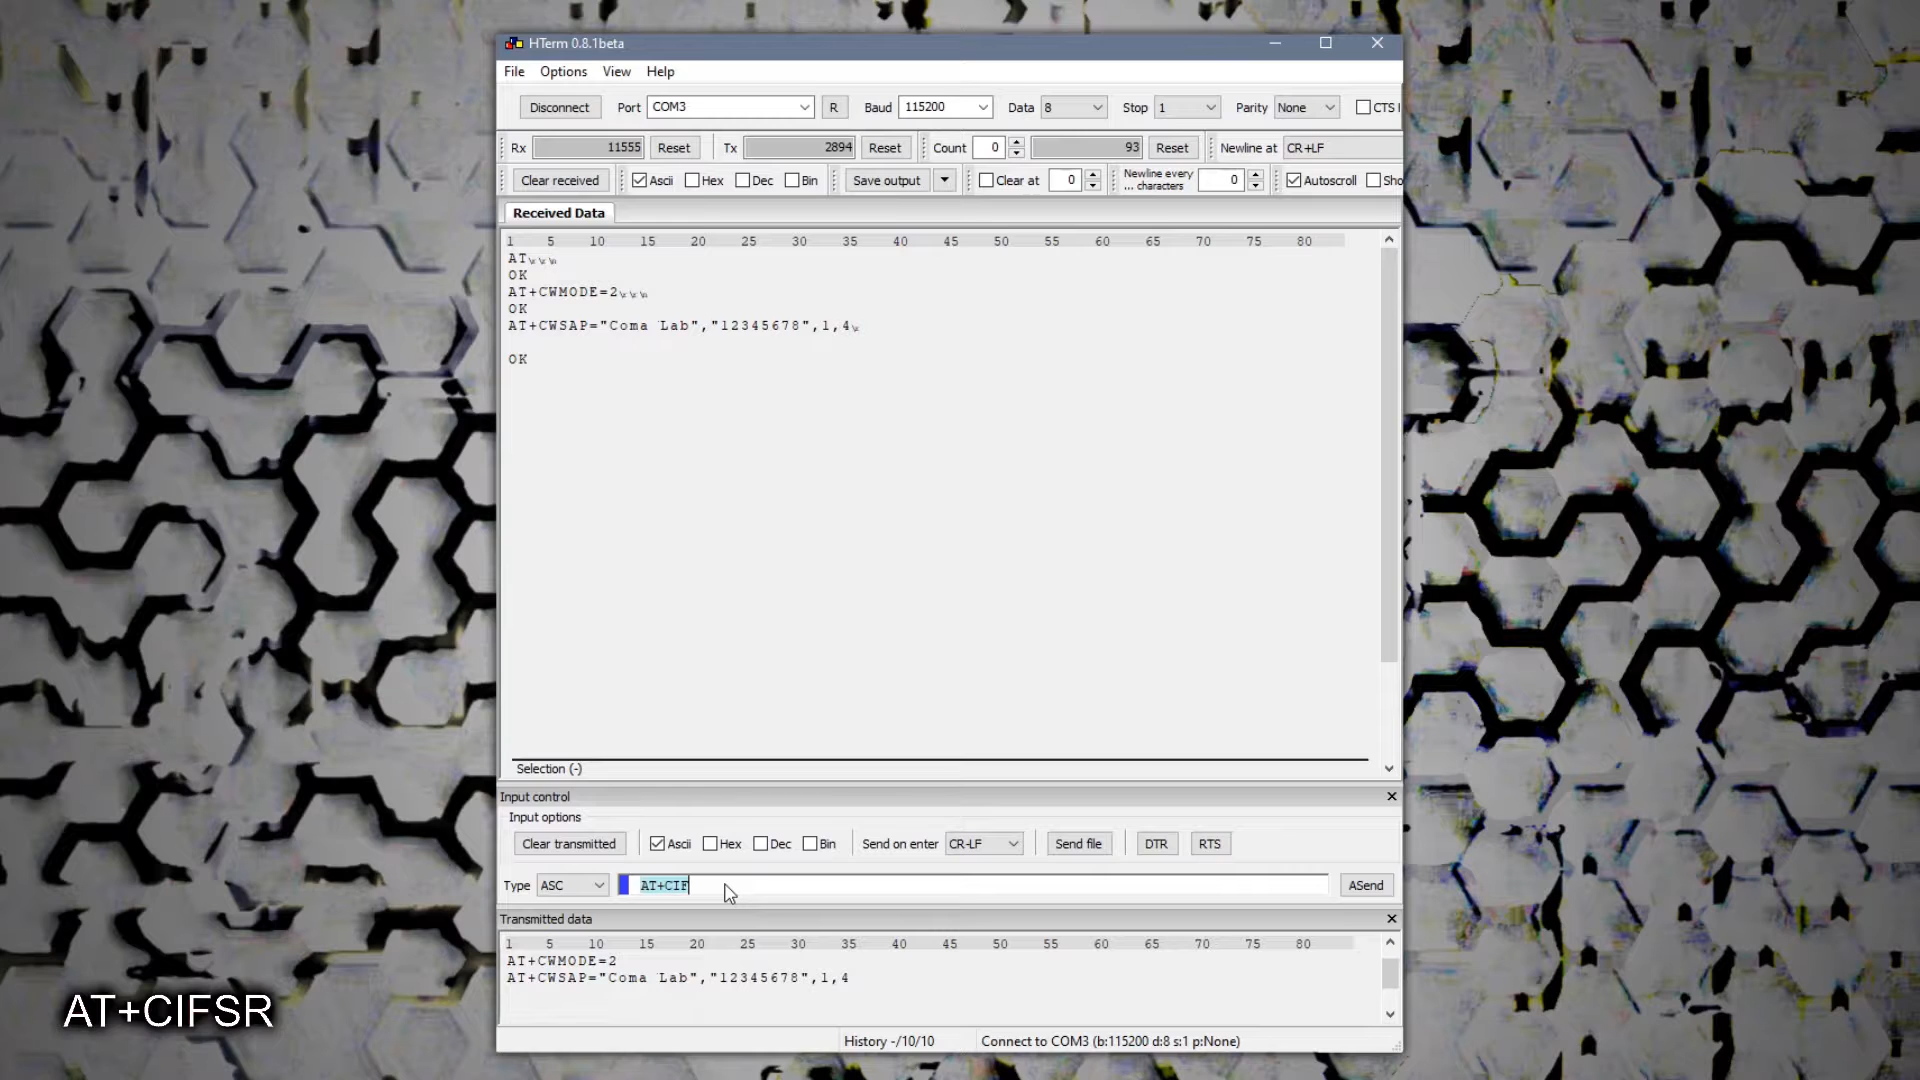 HTerm 0.8.1beta
File Options View Help
Disconnect Port COM3 R Baud 115200 Data 8 Stop 1 Parity None CTS
Rx 11555 Reset Tx 2894 Reset Count 0 93 Reset Newline at CR+LF
Clear received Ascii Hex Dec Bin Save output Clear at 0 Newline every ... characters 0 Autoscroll Sho
Received Data
1 5 10 15 20 25 30 35 40 45 50 55 60 65 70 75 80
AT\r\r\n
OK
AT+CWMODE=2\r\r\n
OK
AT+CWSAP="Coma Lab","12345678",1,4\r
OK
Selection (-)
Input control
Input options
Clear transmitted Ascii Hex Dec Bin Send on enter CR-LF Send file DTR RTS
Type ASC AT+CIF ASend
Transmitted data
1 5 10 15 20 25 30 35 40 45 50 55 60 65 70 75 80
AT+CWMODE=2
AT+CWSAP="Coma Lab","12345678",1,4
History -/10/10 Connect to COM3 (b:115200 d:8 s:1 p:None)
AT+CIFSR